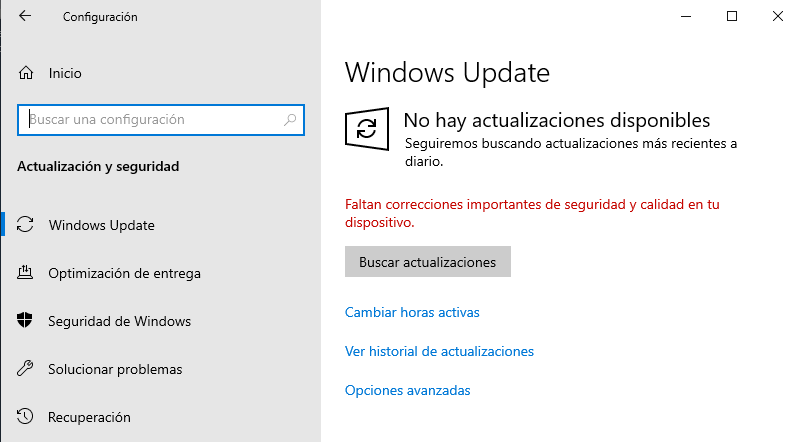 Configuración
Inicio
Buscar una configuración
Actualización y seguridad
Windows Update
Optimización de entrega
Seguridad de Windows
Solucionar problemas
Recuperación
Windows Update
No hay actualizaciones disponibles
Seguiremos buscando actualizaciones más recientes a
diario.
Faltan correcciones importantes de seguridad y calidad en tu
dispositivo.
Buscar actualizaciones
Cambiar horas activas
Ver historial de actualizaciones
Opciones avanzadas